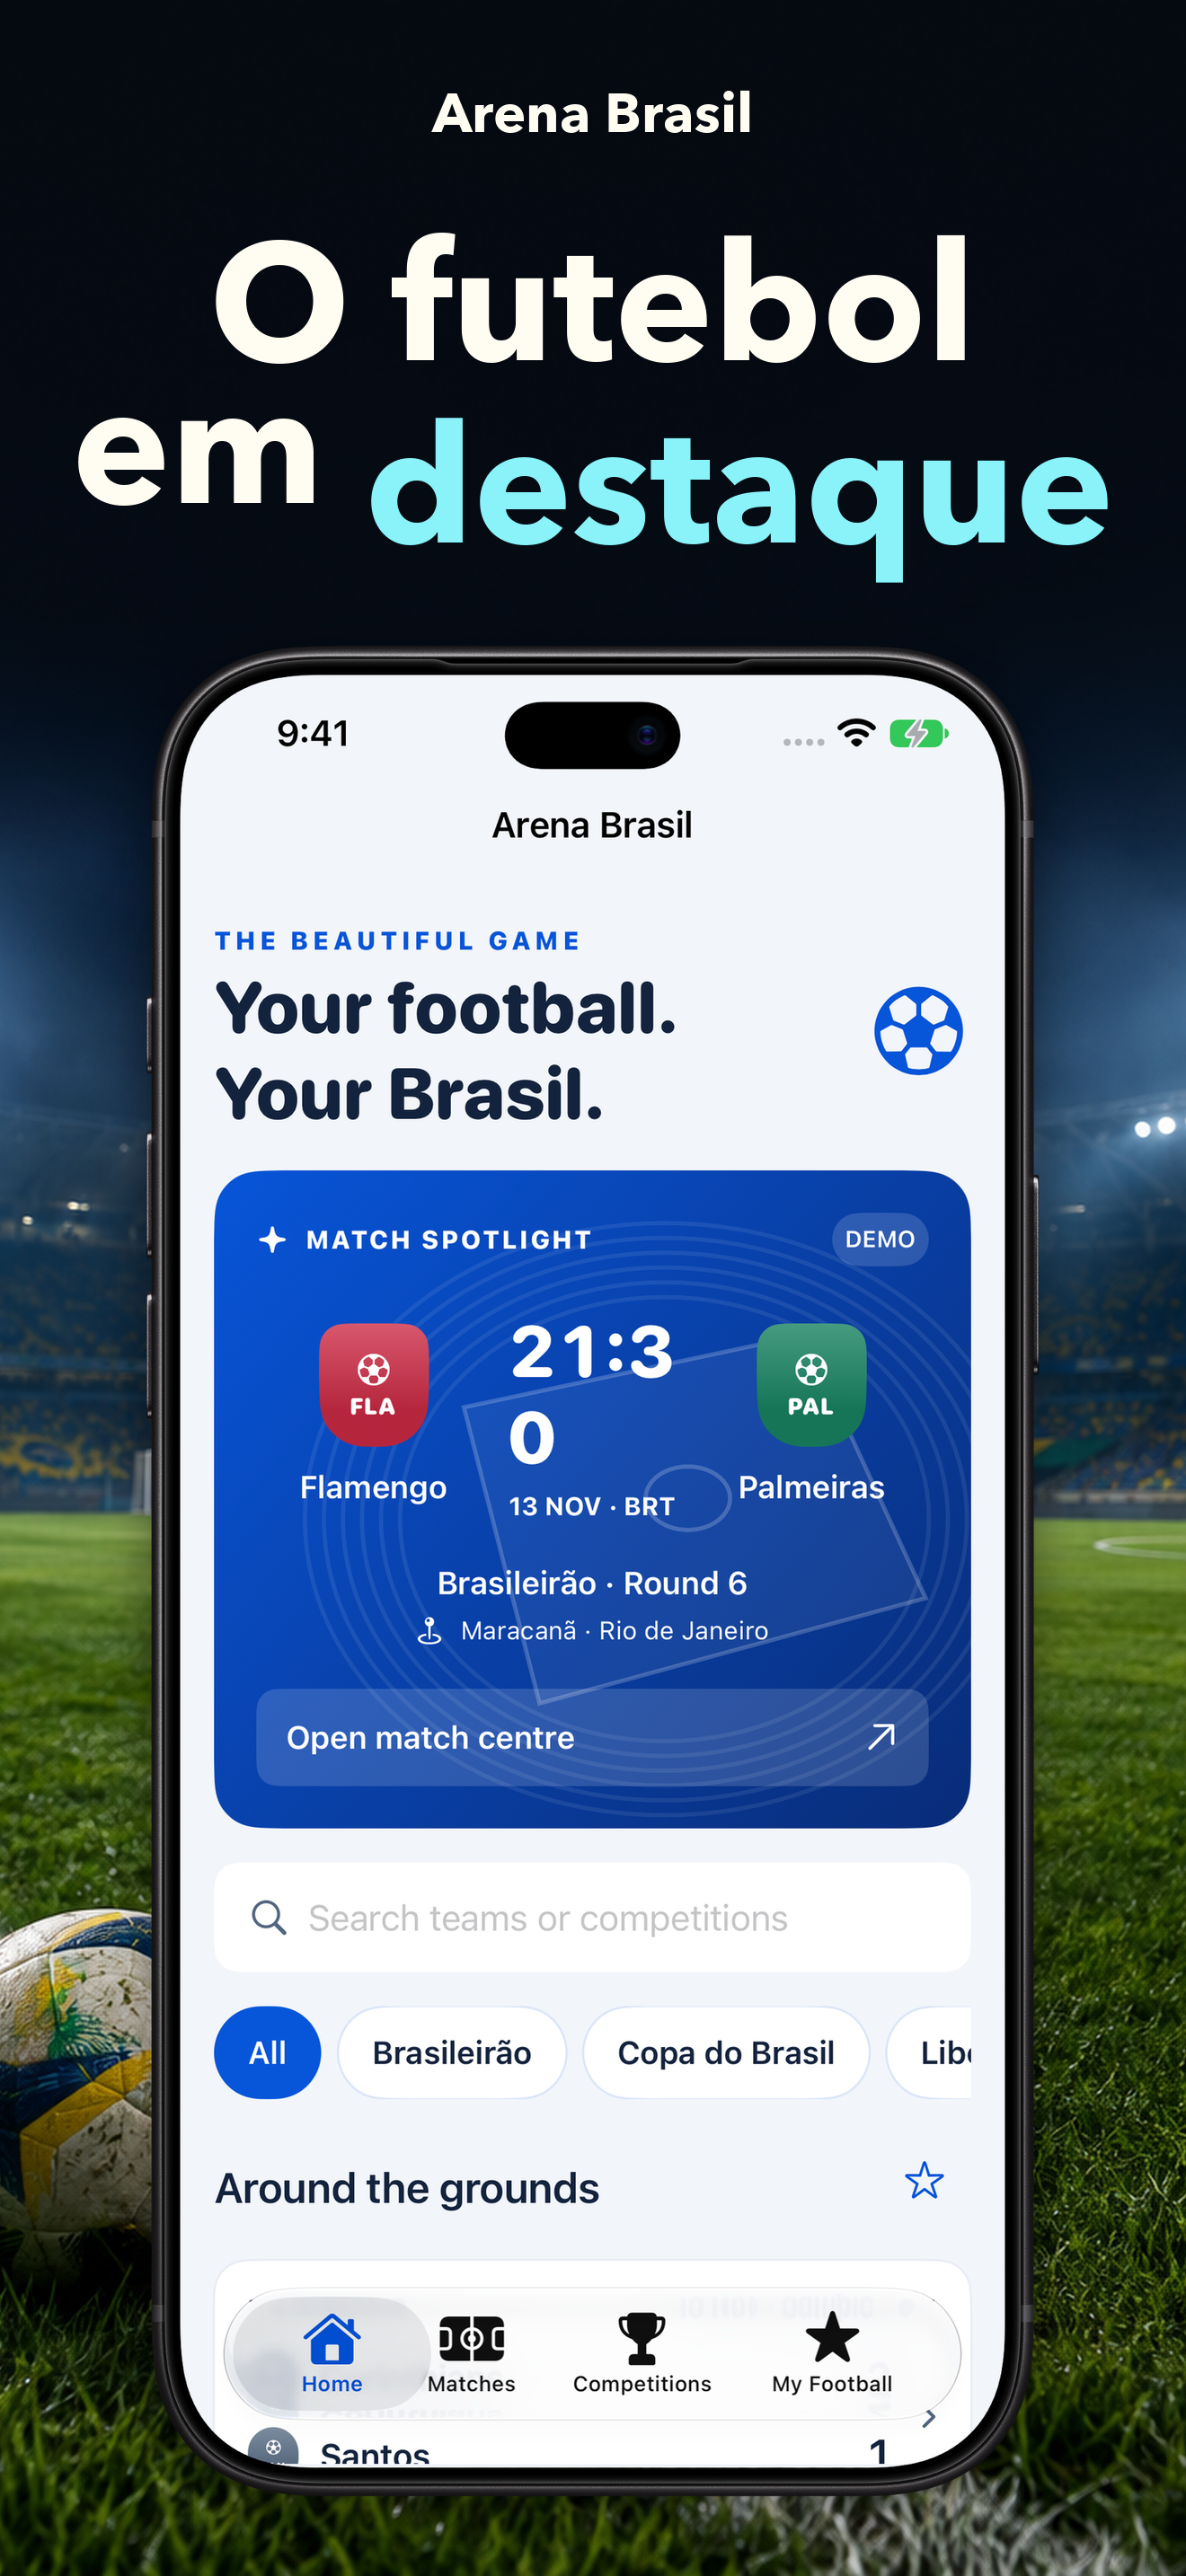 Arena Brasil
O futebol
em destaque
9:41
Arena Brasil
THE BEAUTIFUL GAME
Your football.
Your Brasil.
MATCH SPOTLIGHT
DEMO
FLA
21:3
0
PAL
Flamengo
13 NOV · BRT
Palmeiras
Brasileirão · Round 6
Maracanã · Rio de Janeiro
Open match centre
Search teams or competitions
All
Brasileirão
Copa do Brasil
Around the grounds
Home
Matches
Competitions
My Football
Santos
1